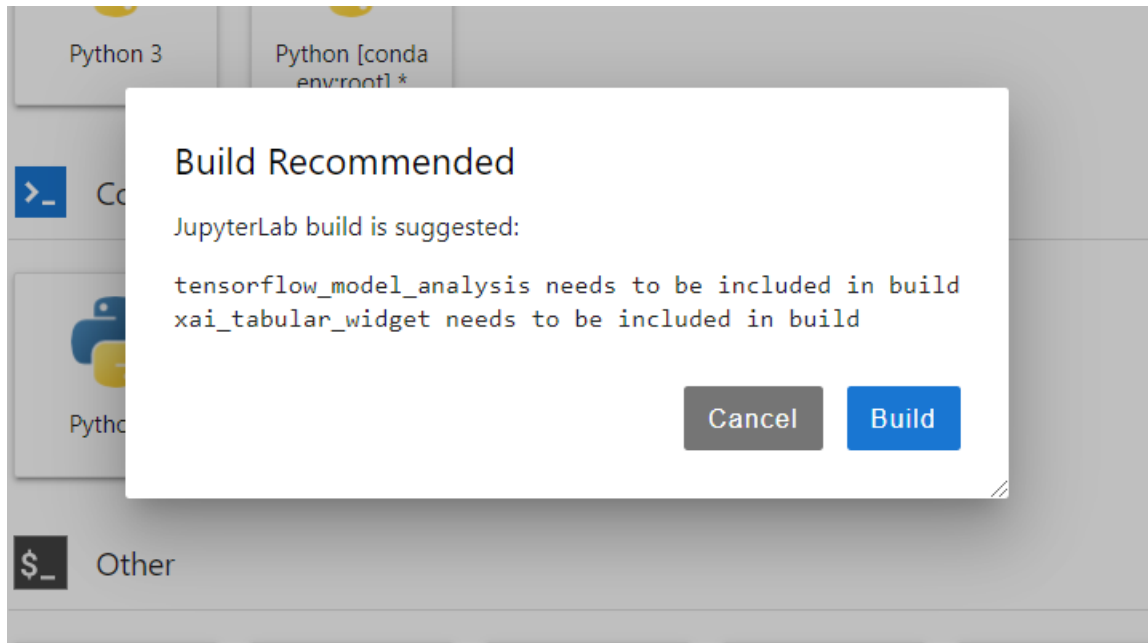 Python 3
Python [conda
env:root] *
Build Recommended
JupyterLab build is suggested:
tensorflow_model_analysis needs to be included in build
xai_tabular_widget needs to be included in build
Cancel
Build
$_ Other